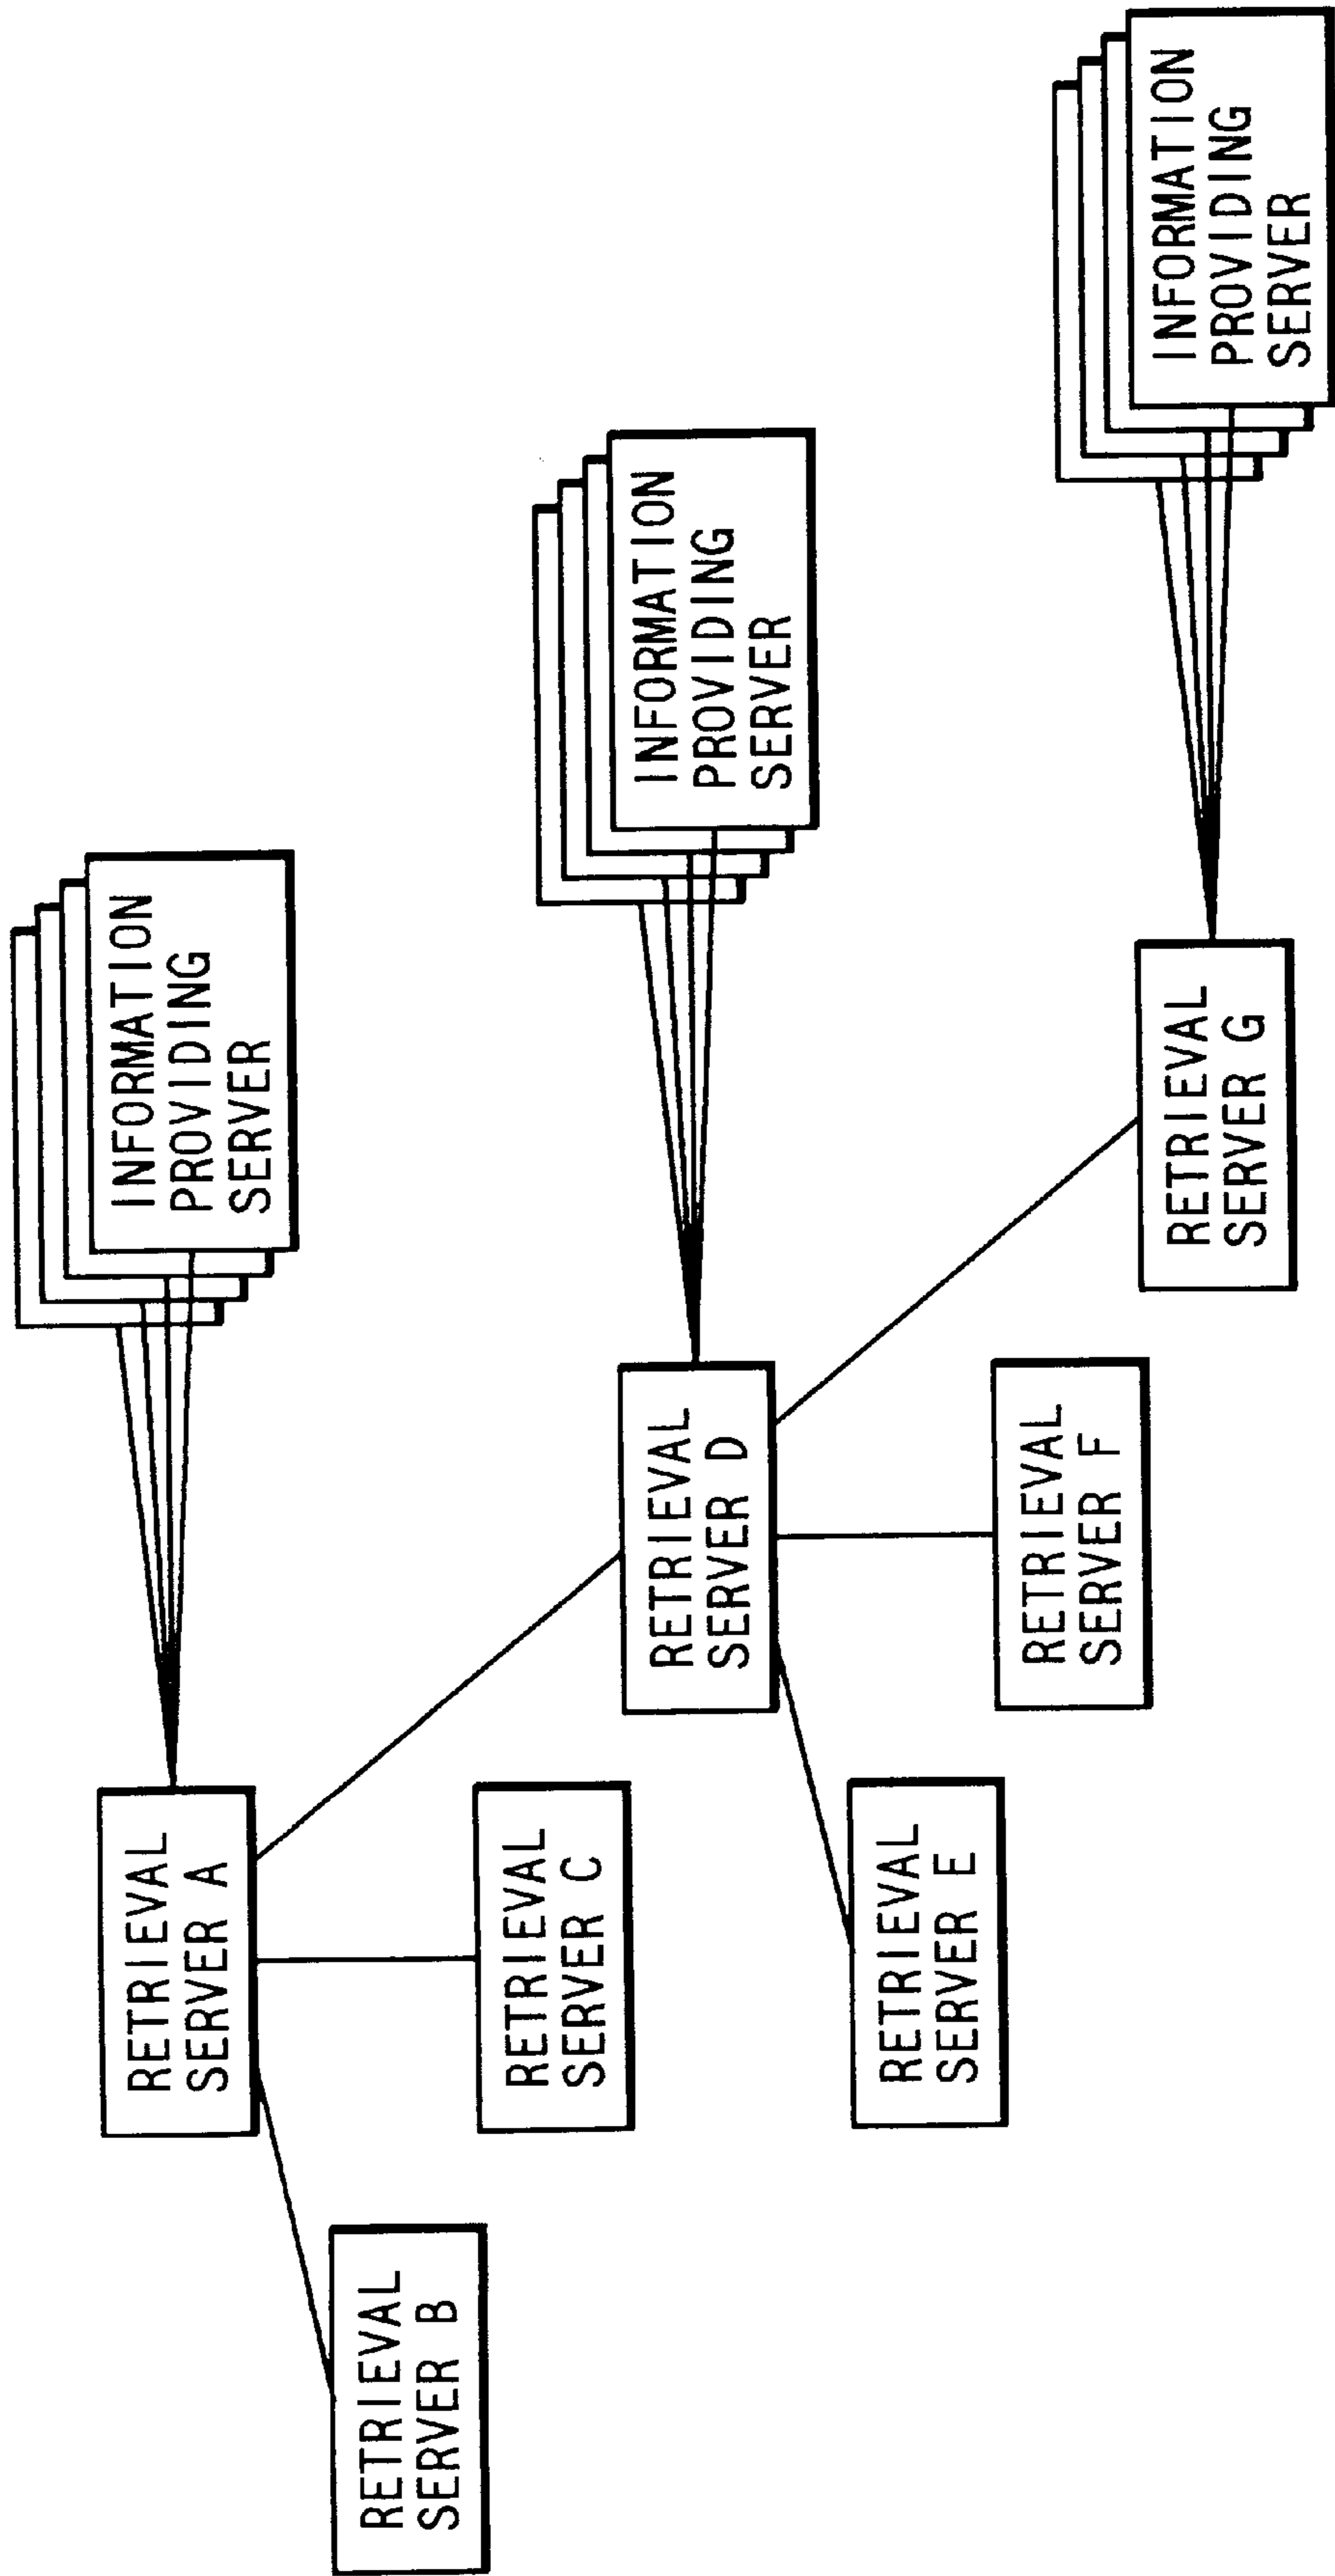 RETRIEVAL
SERVER A
INFORMATION
PROVIDING
SERVER
RETRIEVAL
SERVER B
RETRIEVAL
SERVER C
RETRIEVAL
SERVER D
INFORMATION
PROVIDING
SERVER
RETRIEVAL
SERVER E
RETRIEVAL
SERVER F
RETRIEVAL
SERVER G
INFORMATION
PROVIDING
SERVER